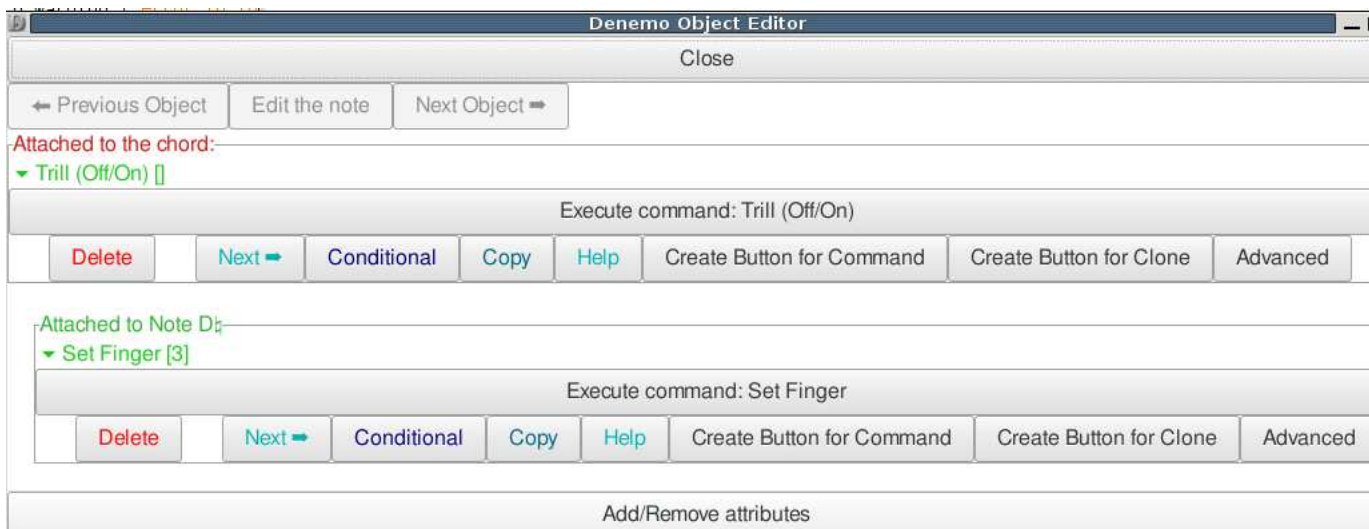 Denemo Object Editor
Close
⬅ Previous Object Edit the note Next Object ➡
Attached to the chord:
Trill (Off/On) []
Execute command: Trill (Off/On)
Delete Next ➡ Conditional Copy Help Create Button for Command Create Button for Clone Advanced
Attached to Note D♮
Set Finger [3]
Execute command: Set Finger
Delete Next ➡ Conditional Copy Help Create Button for Command Create Button for Clone Advanced
Add/Remove attributes